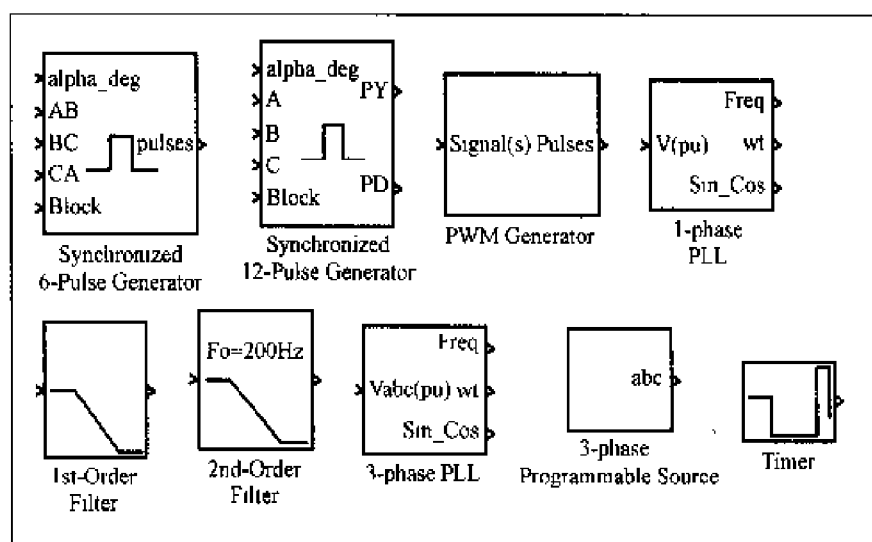 alpha_deg
AB
BC
CA
Block
pulses
Synchronized
6-Pulse Generator
alpha_deg
A
B
C
Block
PY
PD
Synchronized
12-Pulse Generator
Signal(s) Pulses
PWM Generator
V(pu)
Freq
wt
Sin_Cos
1-phase
PLL
1st-Order
Filter
Fo=200Hz
2nd-Order
Filter
Freq
Vabc(pu) wt
Sin_Cos
3-phase PLL
abc
3-phase
Programmable Source
Timer